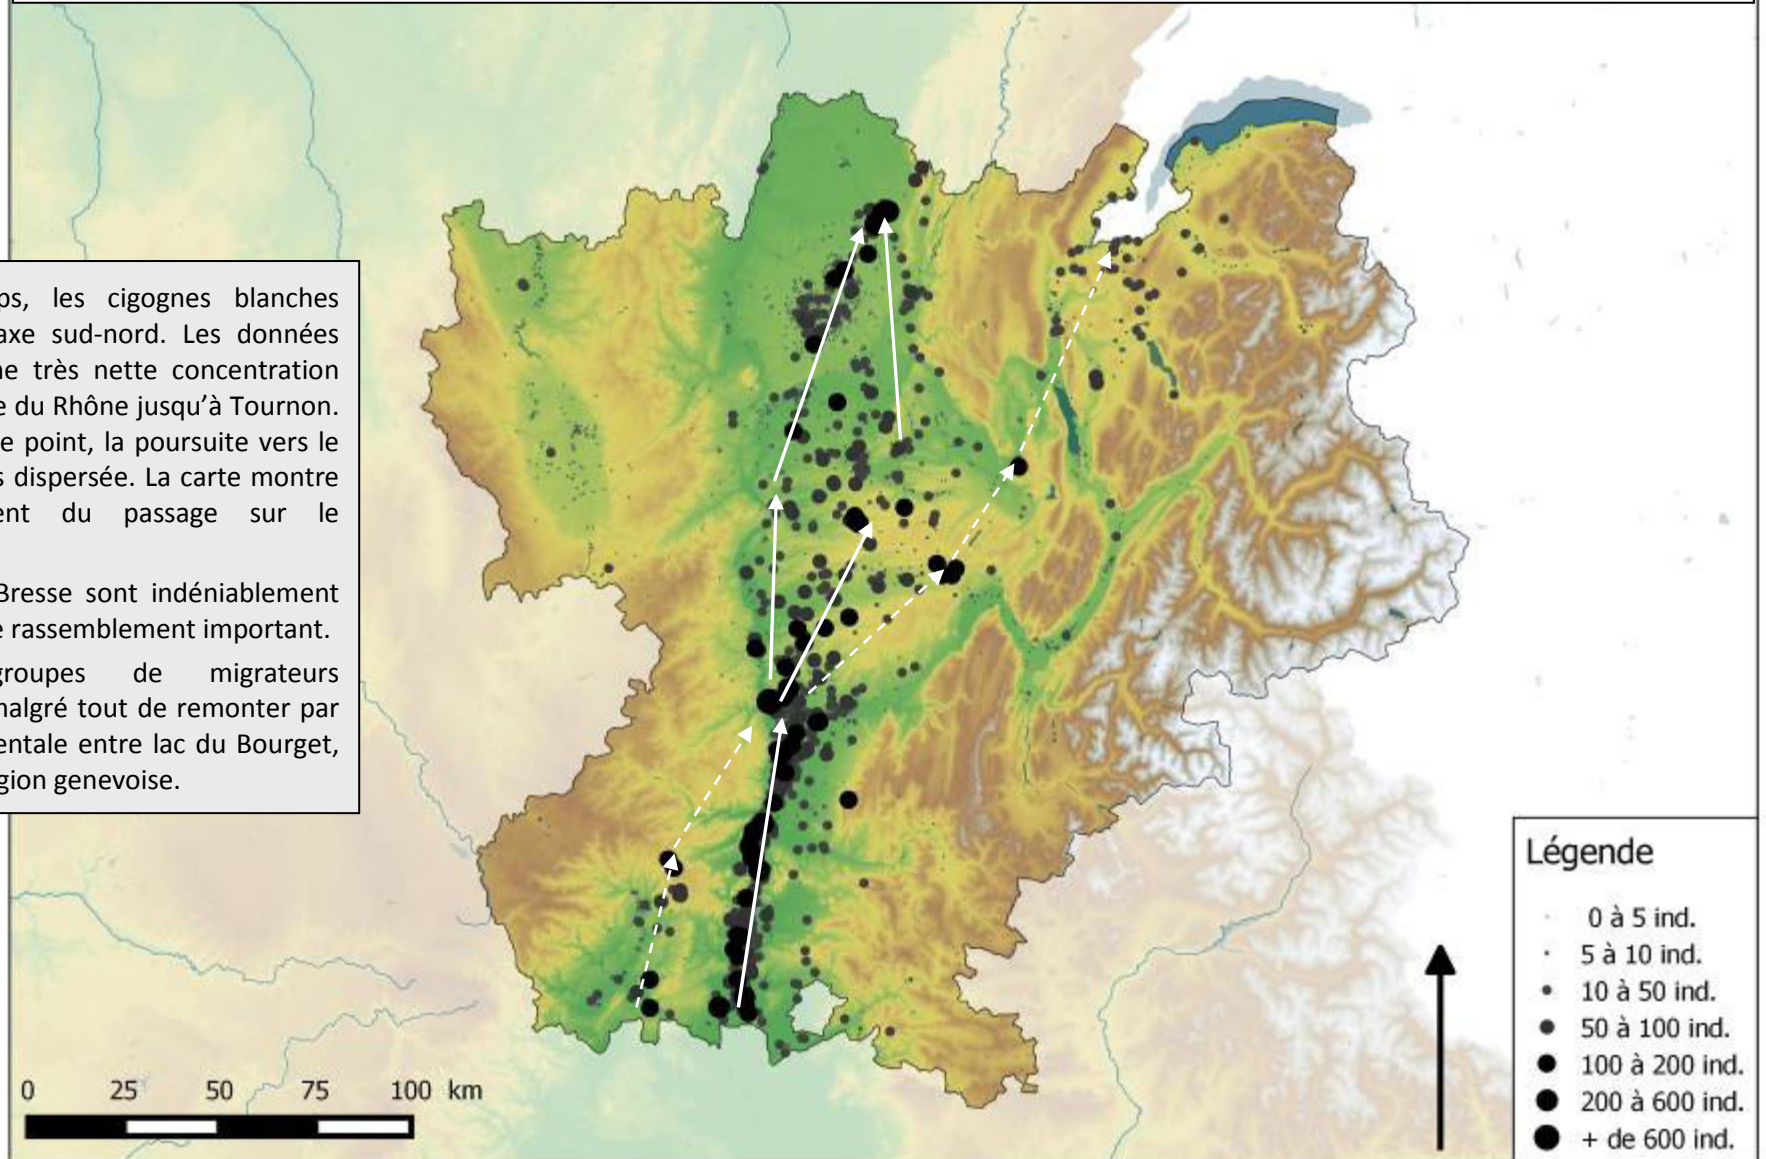 ps, les cigognes blanches
axe sud-nord. Les données
ne très nette concentration
e du Rhône jusqu’à Tournon.
e point, la poursuite vers le
s dispersée. La carte montre
ent du passage sur le
Bresse sont indéniablement
e rassemblement important.
groupes de migrateurs
malgré tout de remonter par
entale entre lac du Bourget,
gion genevoise.
0 25 50 75 100 km
Légende
0 à 5 ind.
5 à 10 ind.
10 à 50 ind.
50 à 100 ind.
100 à 200 ind.
200 à 600 ind.
+ de 600 ind.